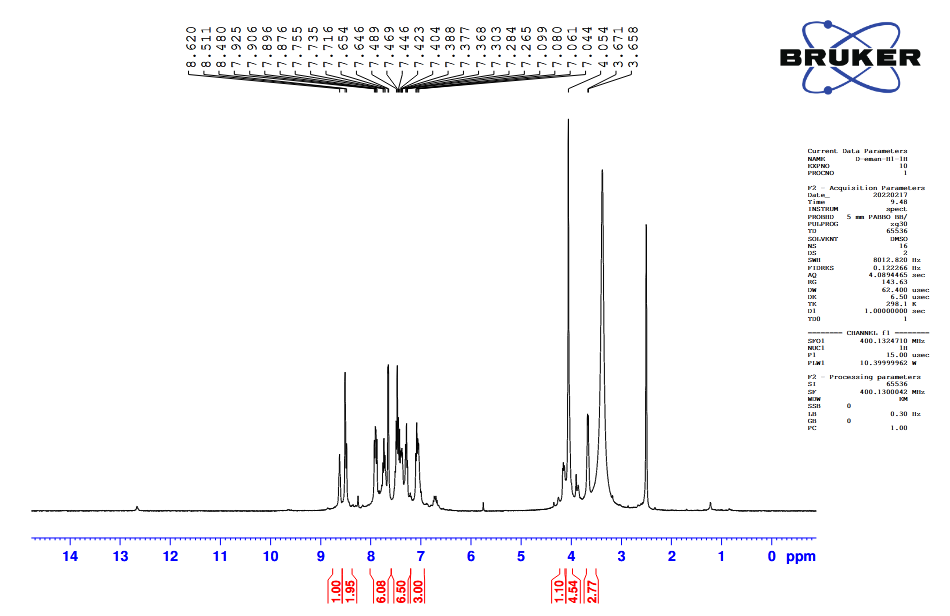 8.620
8.511
8.480
7.925
7.906
7.896
7.876
7.755
7.735
7.716
7.654
7.646
7.489
7.469
7.446
7.423
7.404
7.388
7.377
7.368
7.303
7.284
7.265
7.099
7.080
7.061
7.044
4.054
3.671
3.658
BRUKER
Current Data Parameters
NAME D-eman-H1-1H
EXPNO 10
PROCNO 1
F2 - Acquisition Parameters
Date_ 20220217
Time 9.48
INSTRUM spect
PROBHD 5 mm PABBO BB/
PULPROG zg30
TD 65536
SOLVENT DMSO
NS 16
DS 2
SWH 8012.820 Hz
FIDRES 0.122266 Hz
AQ 4.0894465 sec
RG 143.63
DW 62.400 usec
DE 6.50 usec
TE 298.1 K
D1 1.00000000 sec
TD0 1
======== CHANNEL f1 ========
SFO1 400.1324710 MHz
NUC1 1H
P1 15.00 usec
PLW1 10.39999962 W
F2 - Processing parameters
SI 65536
SF 400.1300042 MHz
WDW EM
SSB 0
LB 0.30 Hz
GB 0
PC 1.00
14 13 12 11 10 9 8 7 6 5 4 3 2 1 0 ppm
1.00
1.95
6.08
6.50
3.00
1.10
4.54
2.77